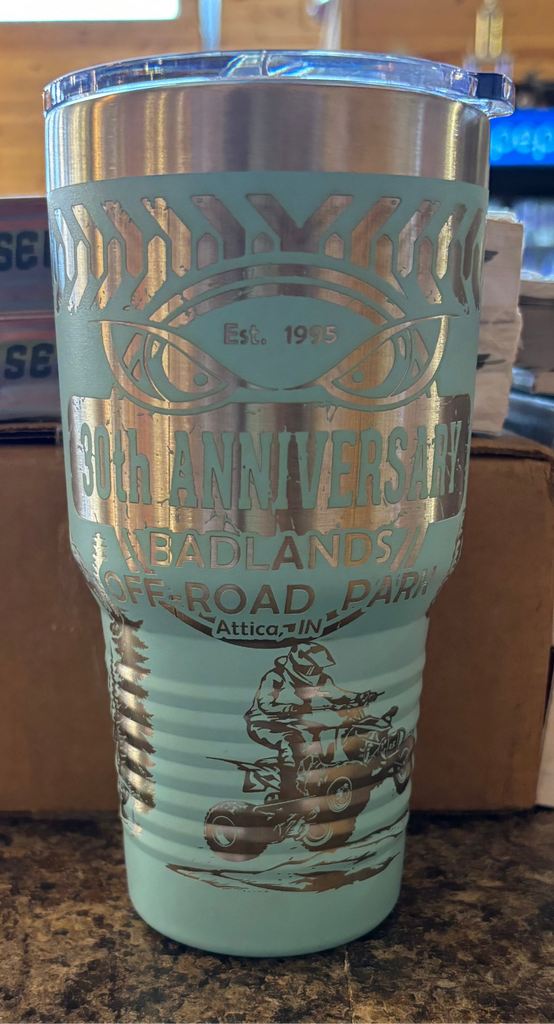 Est. 1995
30th ANNIVERSARY
BADLANDS
OFF-ROAD PARK
Attica, IN